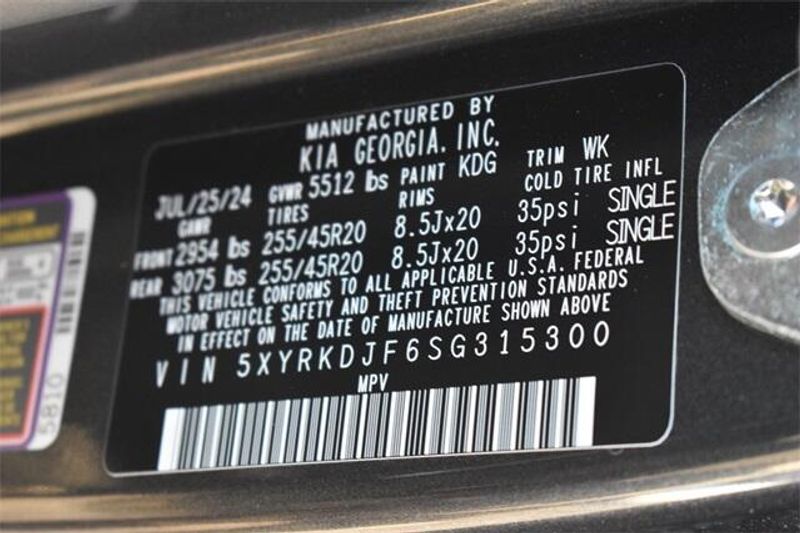 MANUFACTURED BY
KIA GEORGIA, INC.
JUL/25/24 GVWR 5512 lbs PAINT KDG TRIM WK
GAWR TIRES RIMS COLD TIRE INFL
FRONT 2954 lbs 255/45R20 8.5Jx20 35psi SINGLE
REAR 3075 lbs 255/45R20 8.5Jx20 35psi SINGLE
THIS VEHICLE CONFORMS TO ALL APPLICABLE U.S.A. FEDERAL
MOTOR VEHICLE SAFETY AND THEFT PREVENTION STANDARDS
IN EFFECT ON THE DATE OF MANUFACTURE SHOWN ABOVE
VIN 5XYRKDJF6SG315300
MPV
5810